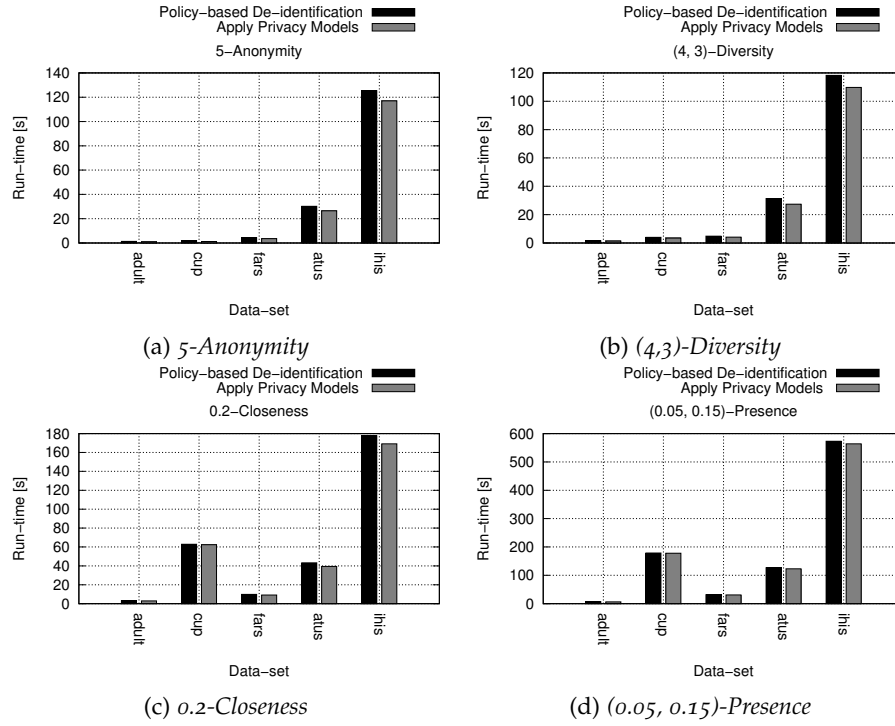 Policy-based De-identification
Apply Privacy Models
5-Anonymity
Run-time [s]
140
120
100
80
60
40
20
0
adult
cup
fars
atus
ihis
Data-set
(a) 5-Anonymity
Policy-based De-identification
Apply Privacy Models
(4, 3)-Diversity
Run-time [s]
120
100
80
60
40
20
0
adult
cup
fars
atus
ihis
Data-set
(b) (4,3)-Diversity
Policy-based De-identification
Apply Privacy Models
0.2-Closeness
Run-time [s]
180
160
140
120
100
80
60
40
20
0
adult
cup
fars
atus
ihis
Data-set
(c) 0.2-Closeness
Policy-based De-identification
Apply Privacy Models
(0.05, 0.15)-Presence
Run-time [s]
600
500
400
300
200
100
0
adult
cup
fars
atus
ihis
Data-set
(d) (0.05, 0.15)-Presence